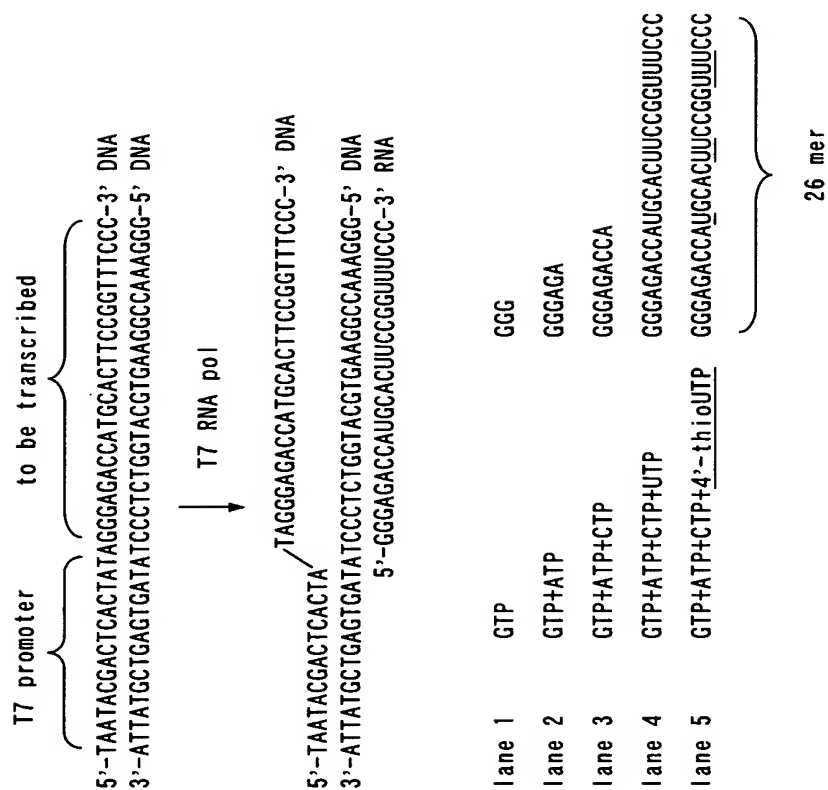 T7 promoter to be transcribed
5'-TAATACGACTCACTATAGGGAGACCATGCACTTCCGGTTTCCC-3' DNA
3'-ATTATGCTGAGTGATATCCCTCTGGTACGTGAAGGCCAAAGGG-5' DNA
T7 RNA pol
TAGGGAGACCATGCACTTCCGGTTTCCC-3' DNA
5'-TAATACGACTCACTA
3'-ATTATGCTGAGTGATATCCCTCTGGTACGTGAAGGCCAAAGGG-5' DNA
5'-GGGAGACCAUGCACUUCCGGUUUCCC-3' RNA
lane 1 GTP GGG
lane 2 GTP+ATP GGGAGA
lane 3 GTP+ATP+CTP GGGAGACCA
lane 4 GTP+ATP+CTP+UTP GGGAGACCAUGCACUUCCGGUUUCCC
lane 5 GTP+ATP+CTP+4'-thioUTP GGGAGACCAUGCACUUCCGGUUUCCC
26 mer